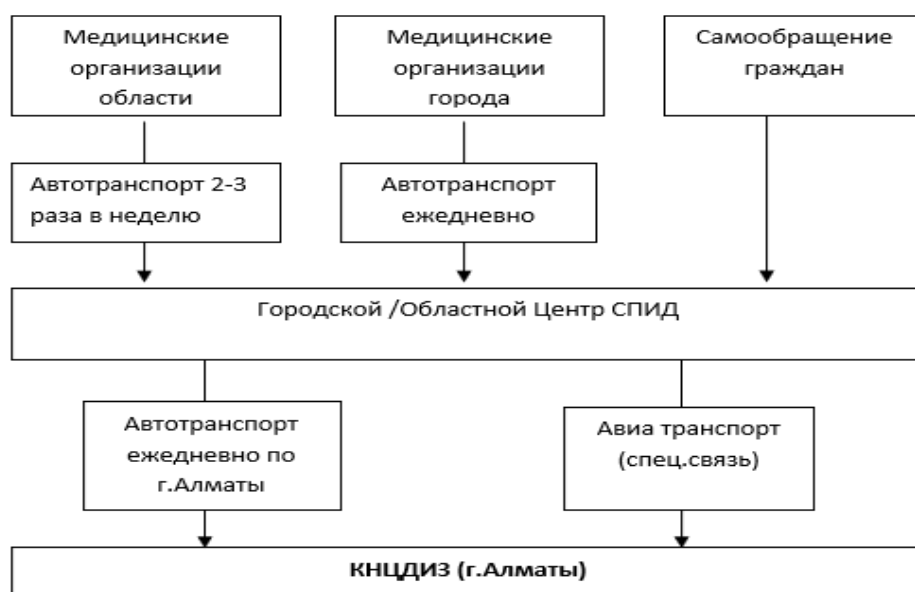 Медицинские
организации
области
Медицинские
организации
города
Самообращение
граждан
Автотранспорт 2-3
раза в неделю
Автотранспорт
ежедневно
Городской /Областной Центр СПИД
Автотранспорт
ежедневно по
г.Алматы
Авиа транспорт
(спец.связь)
КНЦДИЗ (г.Алматы)